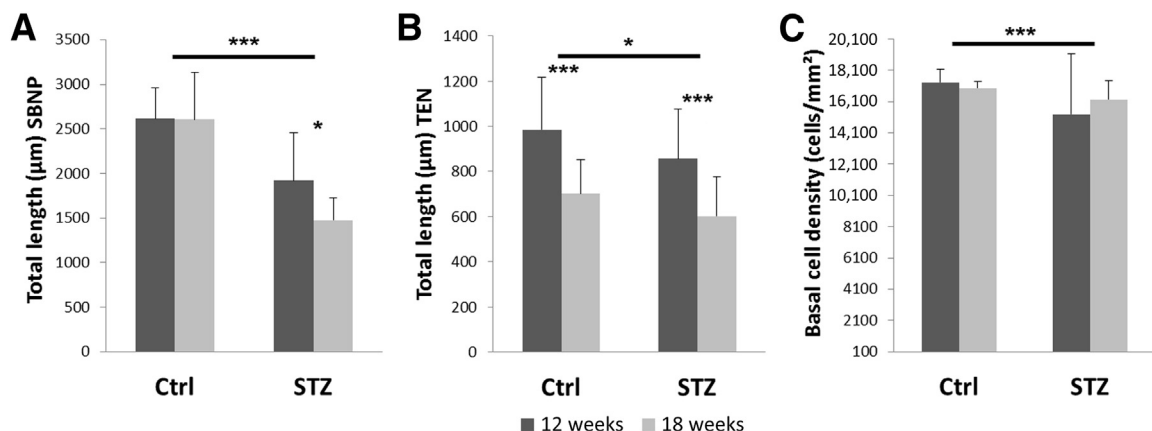 A
Total length (μm) SBNP
3500
3000
2500
2000
1500
1000
500
0
***
*
Ctrl
STZ
B
Total length (μm) TEN
1400
1200
1000
800
600
400
200
0
*
***
***
Ctrl
STZ
C
Basal cell density (cells/mm²)
20,100
18,100
16,100
14,100
12,100
10,100
8100
6100
4100
2100
100
***
Ctrl
STZ
12 weeks
18 weeks